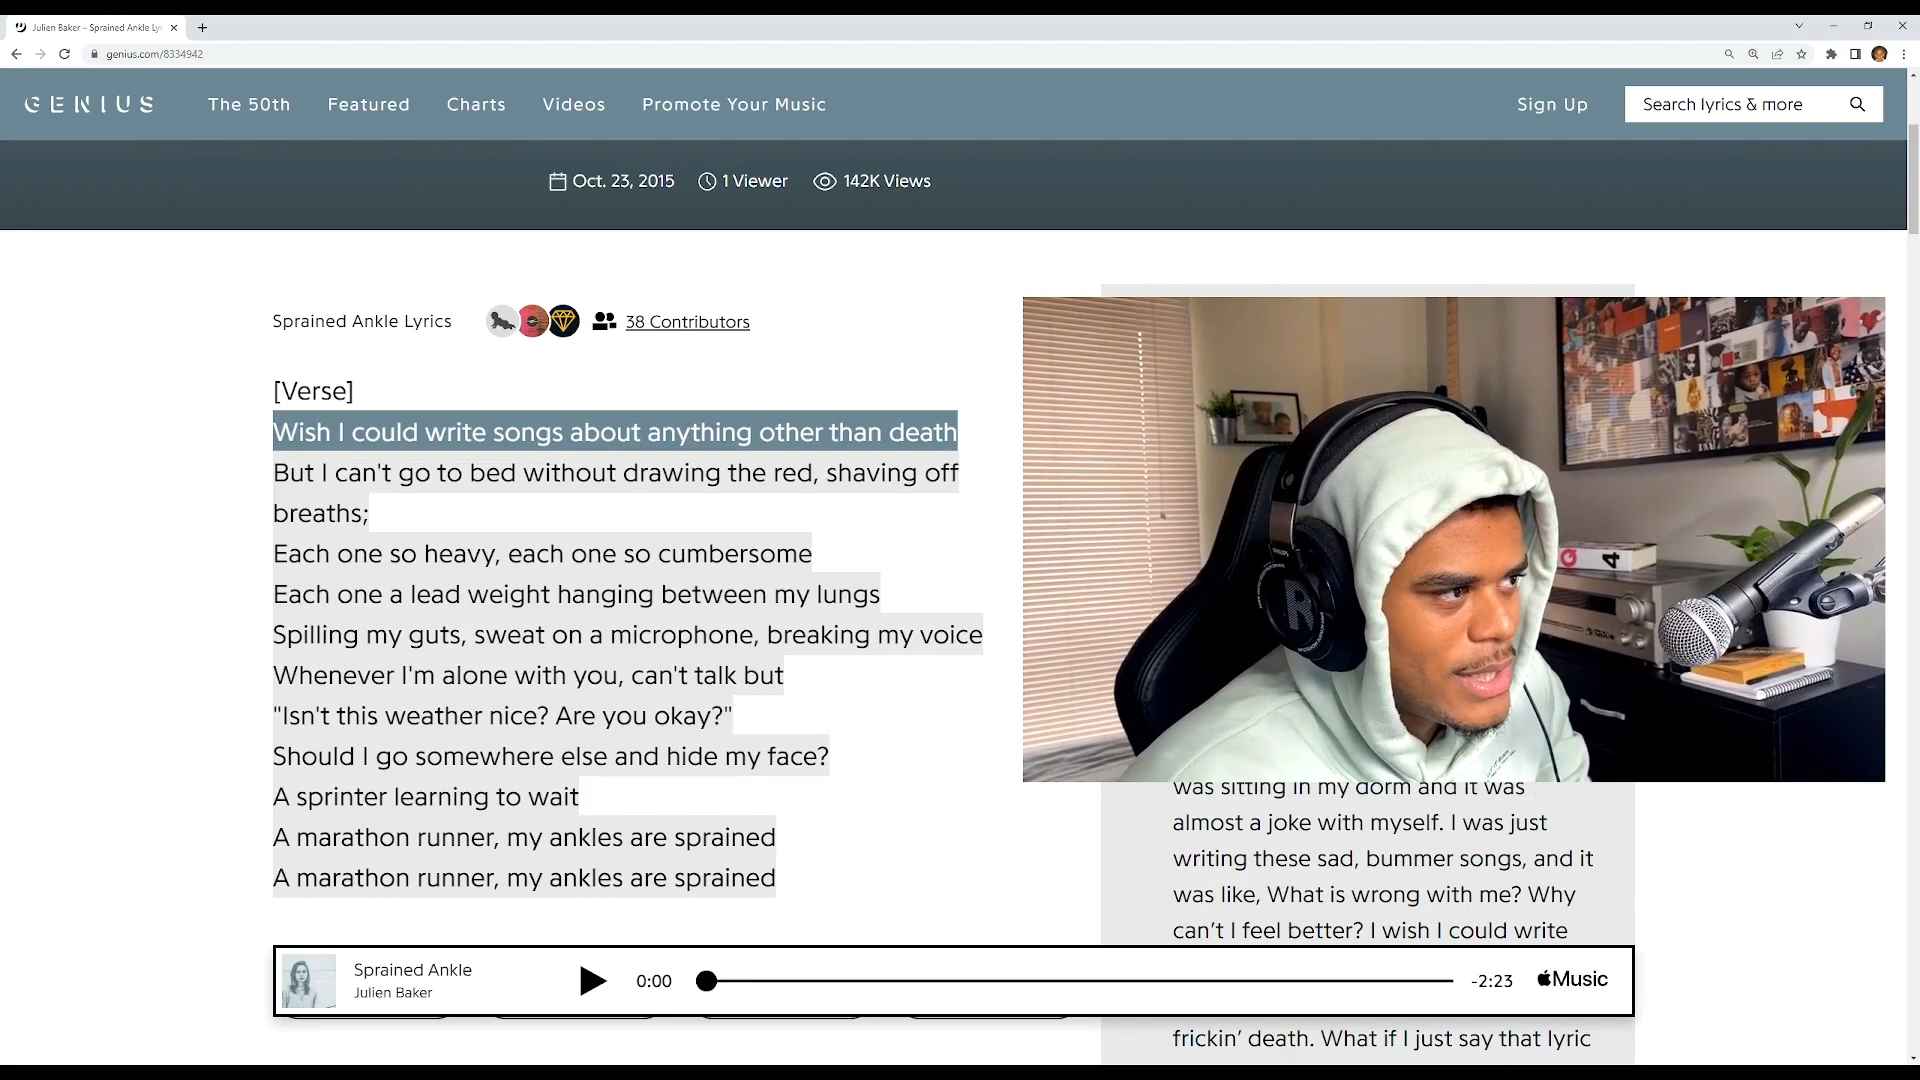 Julien Baker – Sprained Ankle Ly
genius.com/8334942
GENIUS
The 50th
Featured
Charts
Videos
Promote Your Music
Sign Up
Search lyrics & more
Oct. 23, 2015
1 Viewer
142K Views
Sprained Ankle Lyrics
38 Contributors
[Verse]
Wish I could write songs about anything other than death
But I can't go to bed without drawing the red, shaving off
breaths;
Each one so heavy, each one so cumbersome
Each one a lead weight hanging between my lungs
Spilling my guts, sweat on a microphone, breaking my voice
Whenever I'm alone with you, can't talk but
"Isn't this weather nice? Are you okay?"
Should I go somewhere else and hide my face?
A sprinter learning to wait
A marathon runner, my ankles are sprained
A marathon runner, my ankles are sprained
PHILIPS
R
4
was sitting in my dorm and it was
almost a joke with myself. I was just
writing these sad, bummer songs, and it
was like, What is wrong with me? Why
can’t I feel better? I wish I could write
Sprained Ankle
Julien Baker
0:00
-2:23
Music
frickin’ death. What if I just say that lyric